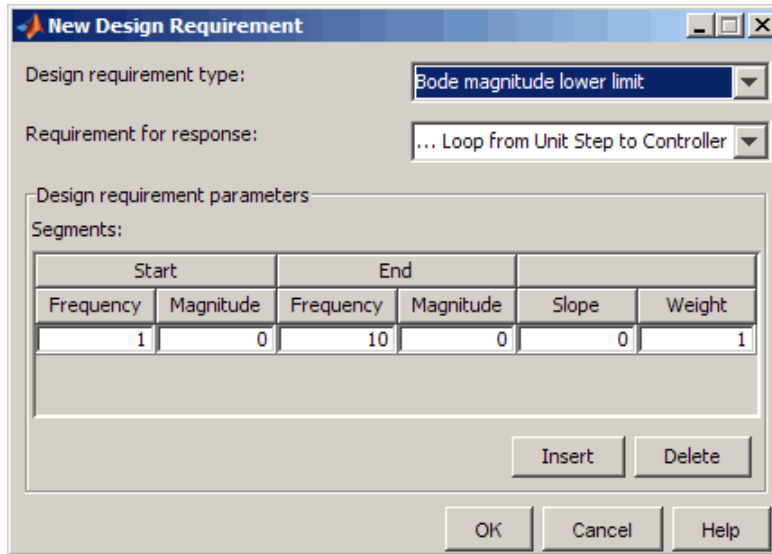 New Design Requirement
Design requirement type: Bode magnitude lower limit
Requirement for response: ... Loop from Unit Step to Controller
Design requirement parameters
Segments:
Start End
Frequency Magnitude Frequency Magnitude Slope Weight
1 0 10 0 0 1
Insert Delete
OK Cancel Help